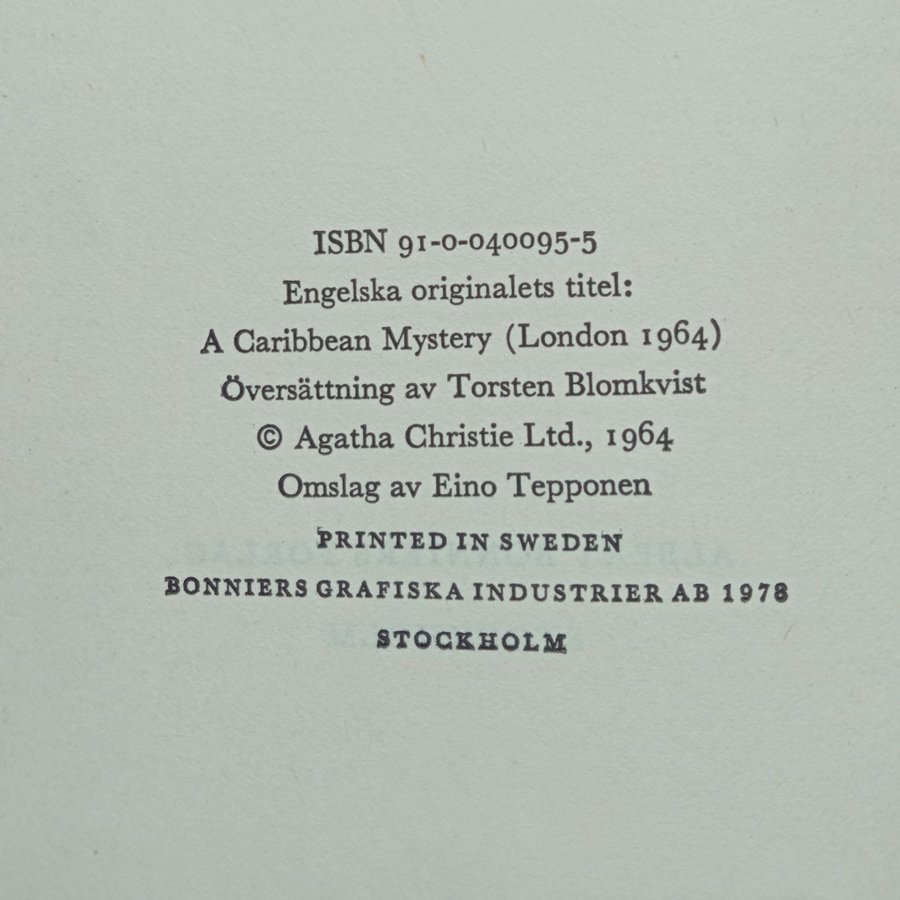 ISBN 91-0-040095-5
Engelska originalets titel:
A Caribbean Mystery (London 1964)
Översättning av Torsten Blomkvist
© Agatha Christie Ltd., 1964
Omslag av Eino Tepponen
PRINTED IN SWEDEN
BONNIERS GRAFISKA INDUSTRIER AB 1978
STOCKHOLM